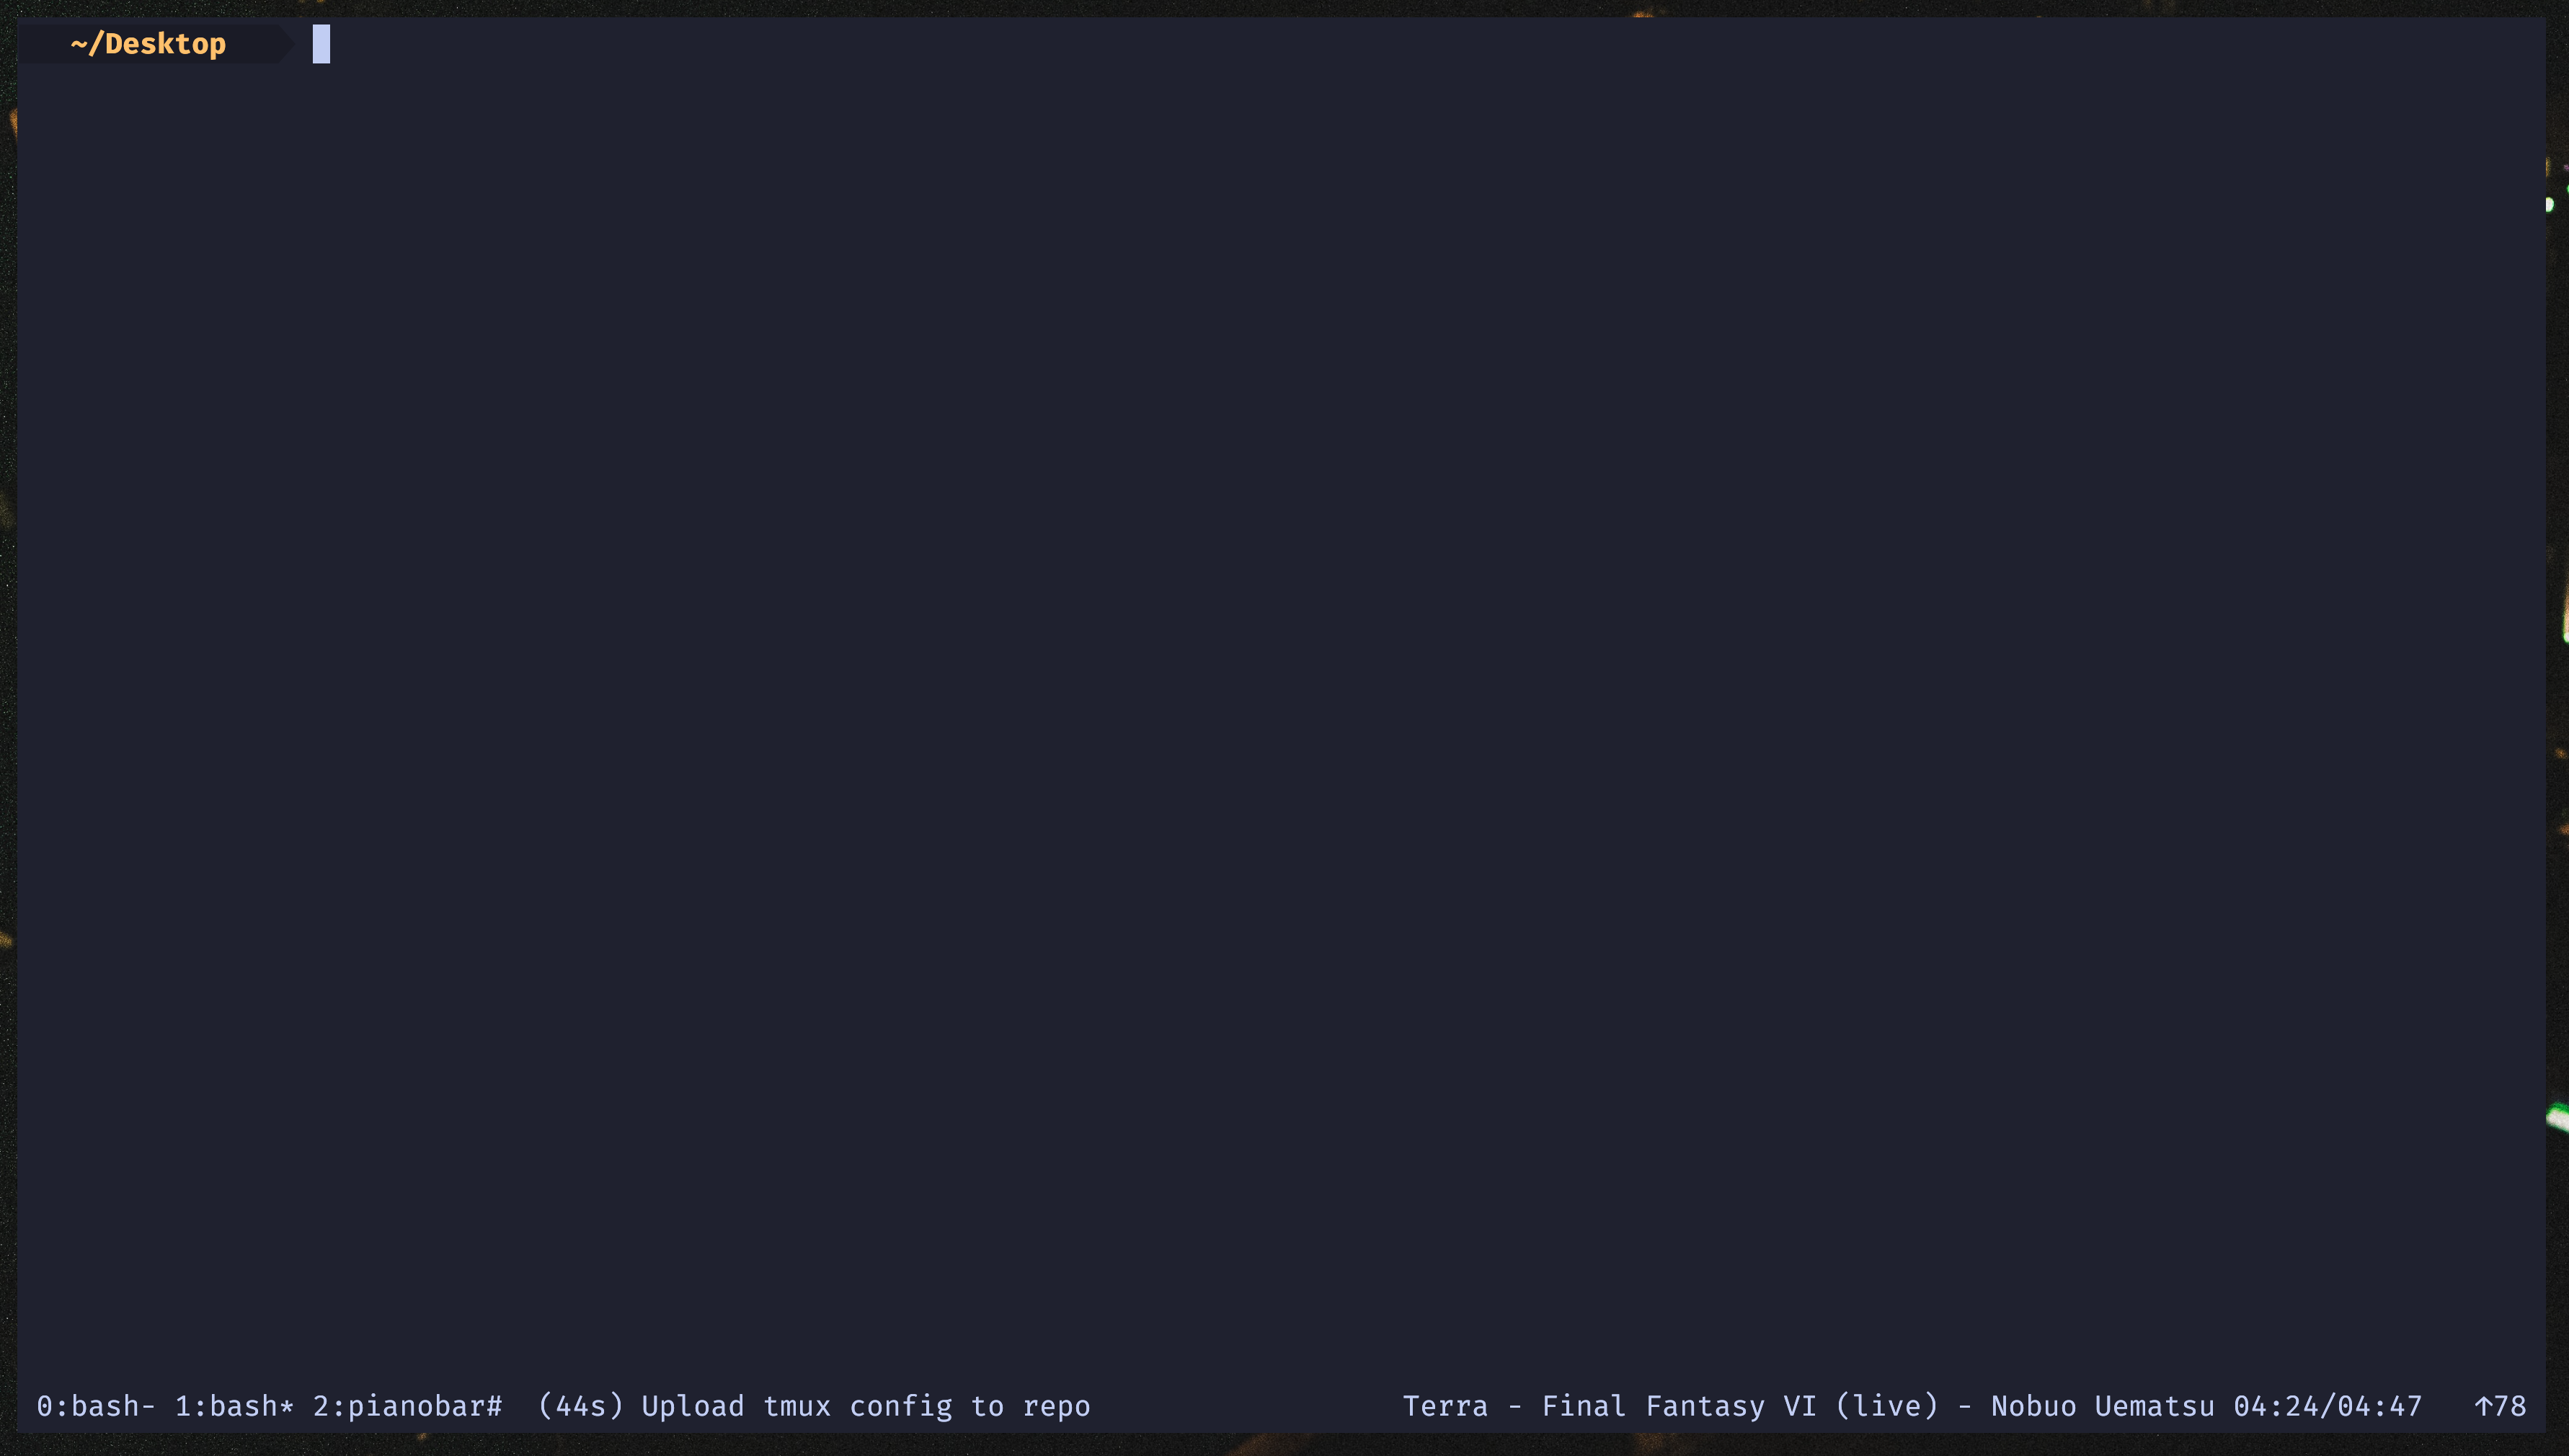 ~/Desktop
0:bash- 1:bash* 2:pianobar#  (44s) Upload tmux config to repo
Terra - Final Fantasy VI (live) - Nobuo Uematsu 04:24/04:47   ↑78